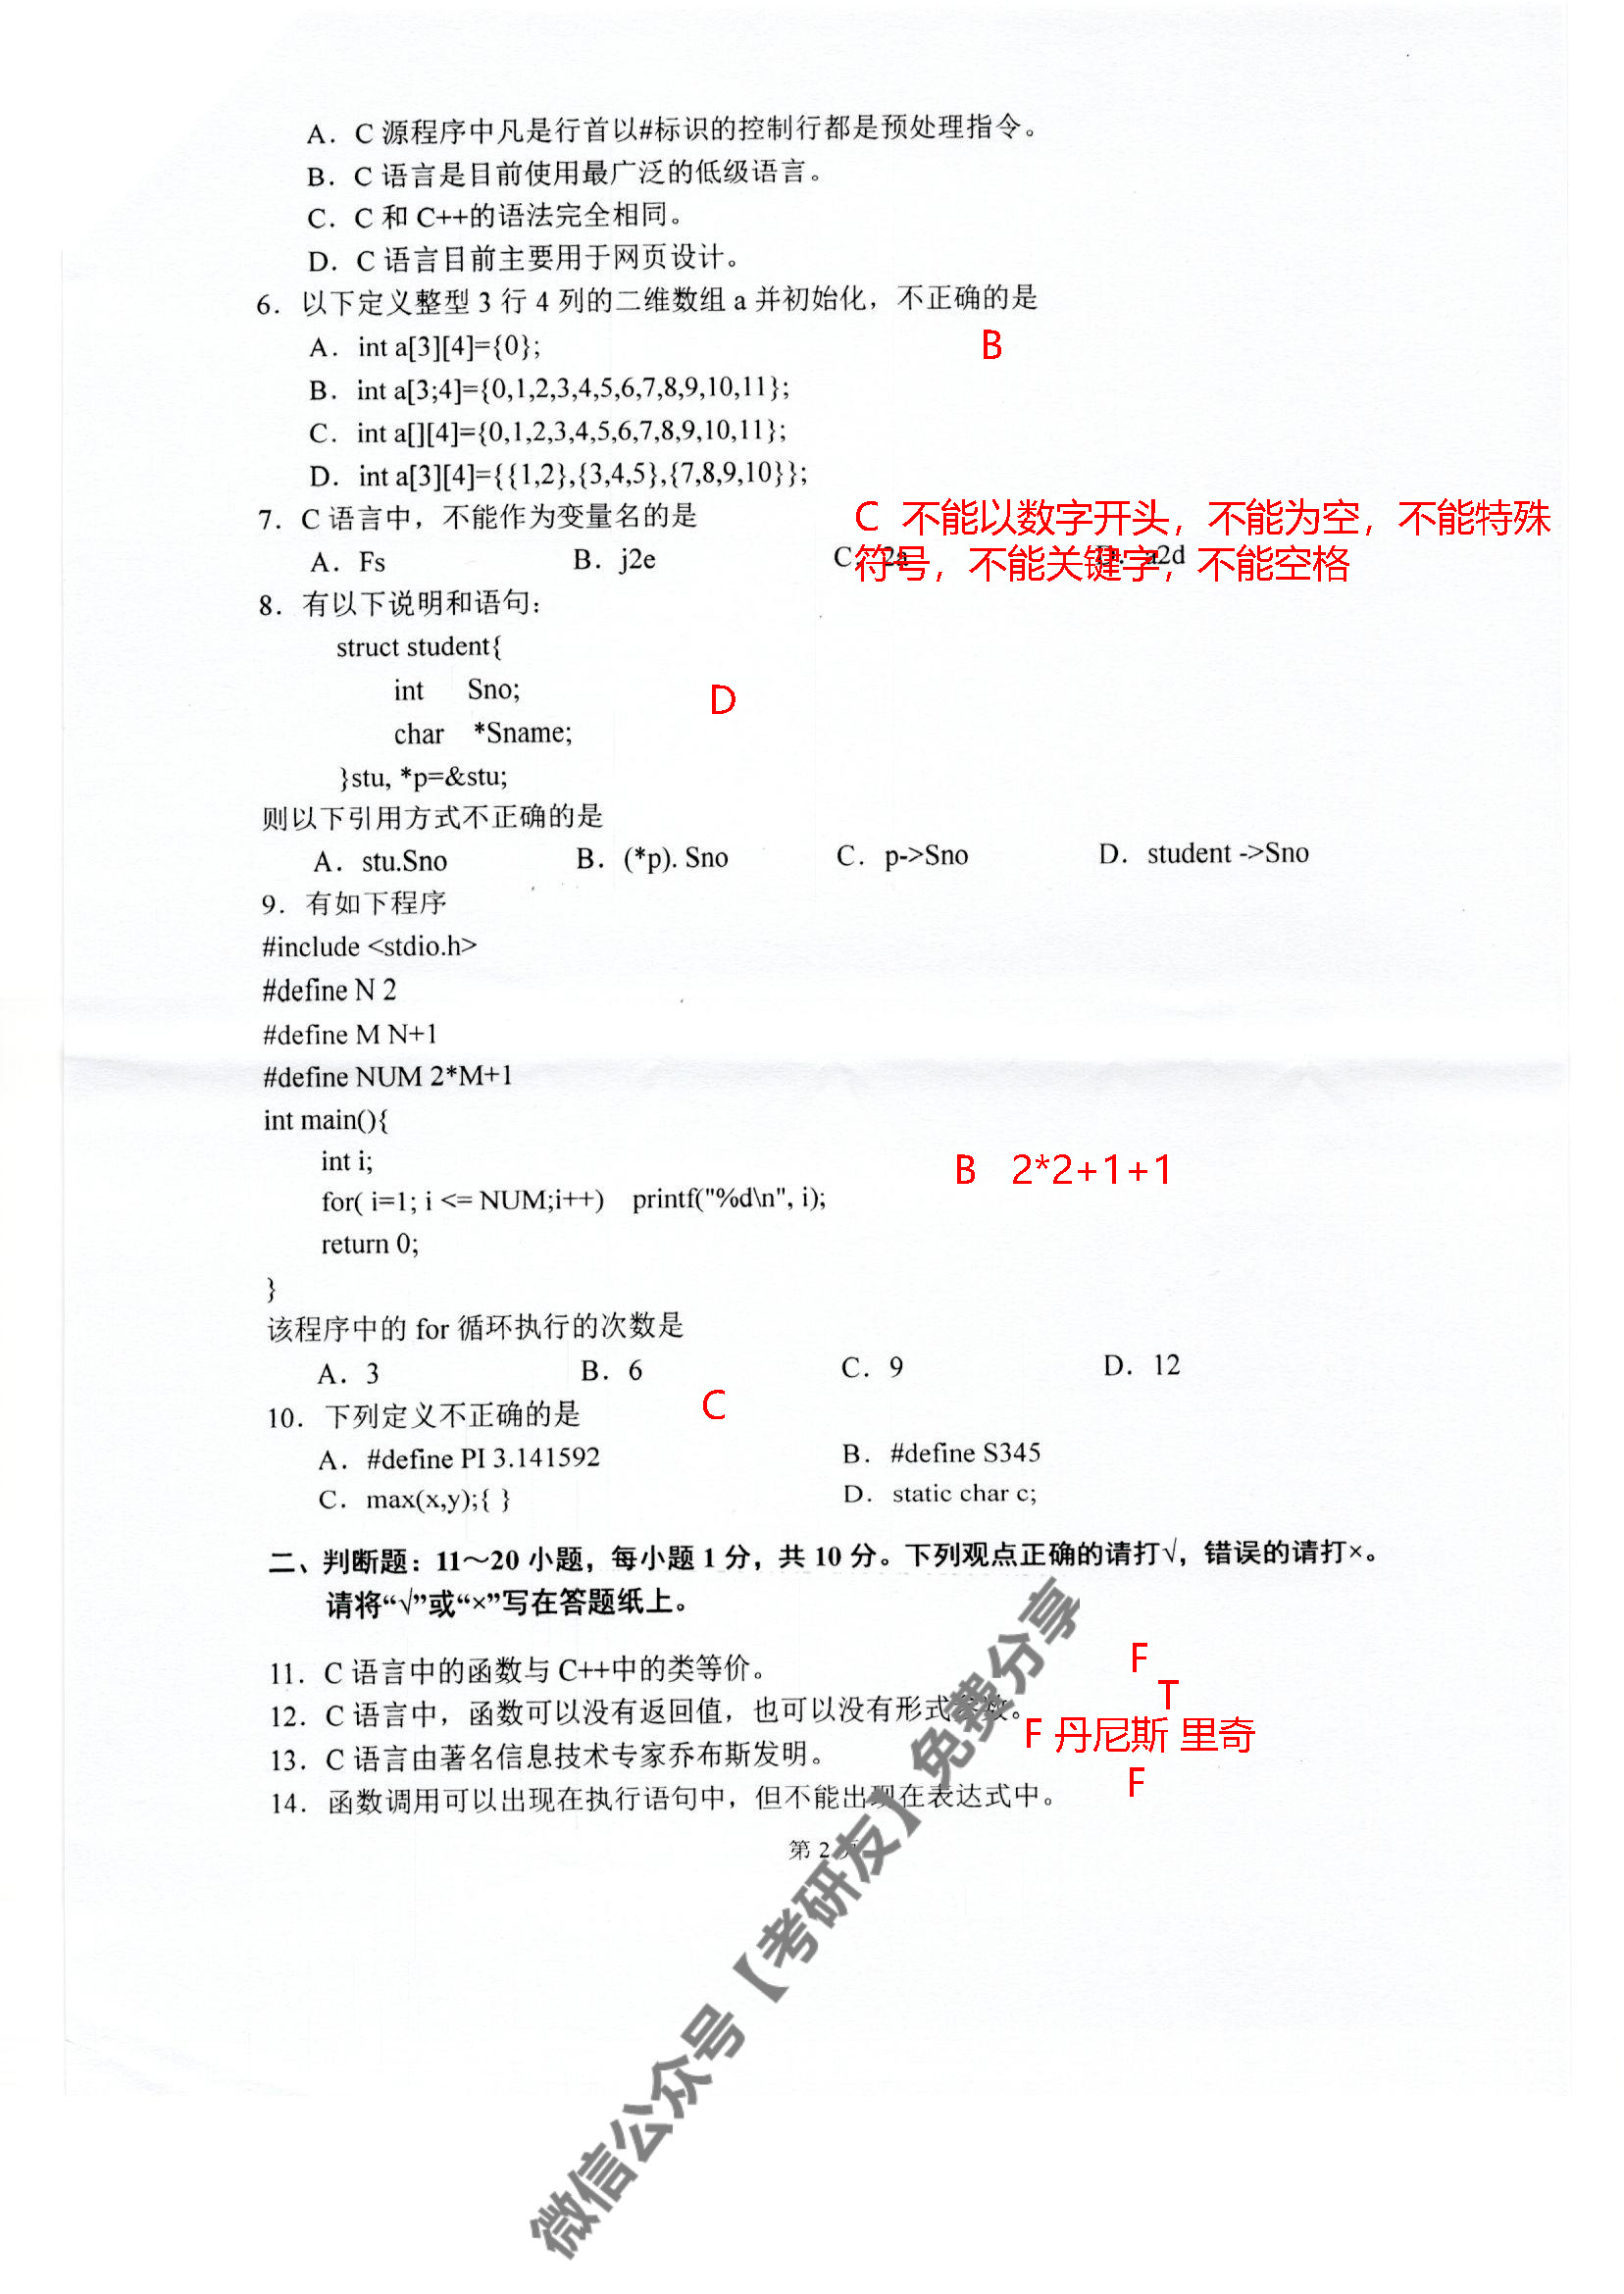 A．C 源程序中凡是行首以#标识的控制行都是预处理指令。
B．C 语言是目前使用最广泛的低级语言。
C．C 和 C++的语法完全相同。
D．C 语言目前主要用于网页设计。
6．以下定义整型 3 行 4 列的二维数组 a 并初始化，不正确的是
B
A．int a[3][4]={0};
B．int a[3;4]={0,1,2,3,4,5,6,7,8,9,10,11};
C．int a[][4]={0,1,2,3,4,5,6,7,8,9,10,11};
D．int a[3][4]={{1,2},{3,4,5},{7,8,9,10}};
7．C 语言中，不能作为变量名的是
C 不能以数字开头，不能为空，不能特殊
符号，不能关键字，不能空格
A．Fs B．j2e C．2a D．a2d
8．有以下说明和语句：
struct student{
int Sno;
D
char *Sname;
}stu, *p=&stu;
则以下引用方式不正确的是
A．stu.Sno B．(*p). Sno C．p->Sno D．student ->Sno
9．有如下程序
#include <stdio.h>
#define N 2
#define M N+1
#define NUM 2*M+1
int main(){
int i;
B 2*2+1+1
for( i=1; i <= NUM;i++) printf("%d\n", i);
return 0;
}
该程序中的 for 循环执行的次数是
A．3 B．6 C．9 D．12
10．下列定义不正确的是
C
A．#define PI 3.141592 B．#define S345
C．max(x,y);{ } D．static char c;
二、判断题：11～20 小题，每小题 1 分，共 10 分。下列观点正确的请打√，错误的请打×。
请将“√”或“×”写在答题纸上。
11．C 语言中的函数与 C++中的类等价。
F
12．C 语言中，函数可以没有返回值，也可以没有形式参数。
T
13．C 语言由著名信息技术专家乔布斯发明。
F 丹尼斯 里奇
14．函数调用可以出现在执行语句中，但不能出现在表达式中。
F
第 2 页
微信公众号【考研友】免费分享